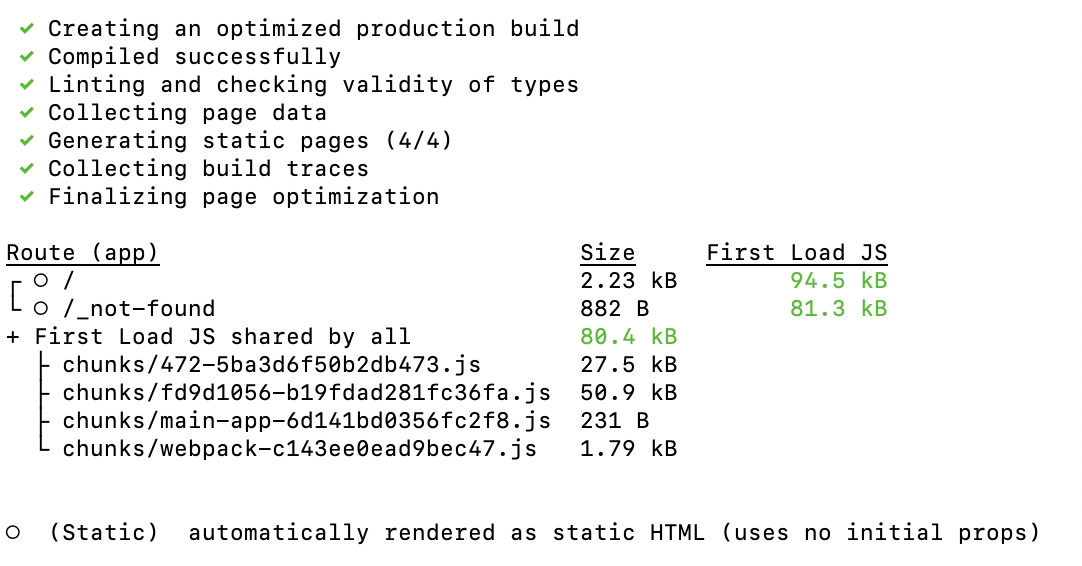 ✓ Creating an optimized production build
✓ Compiled successfully
✓ Linting and checking validity of types
✓ Collecting page data
✓ Generating static pages (4/4)
✓ Collecting build traces
✓ Finalizing page optimization
Route (app) Size First Load JS
┌ ○ / 2.23 kB 94.5 kB
└ ○ /_not-found 882 B 81.3 kB
+ First Load JS shared by all 80.4 kB
├ chunks/472-5ba3d6f50b2db473.js 27.5 kB
├ chunks/fd9d1056-b19fdad281fc36fa.js 50.9 kB
├ chunks/main-app-6d141bd0356fc2f8.js 231 B
└ chunks/webpack-c143ee0ead9bec47.js 1.79 kB
○ (Static) automatically rendered as static HTML (uses no initial props)